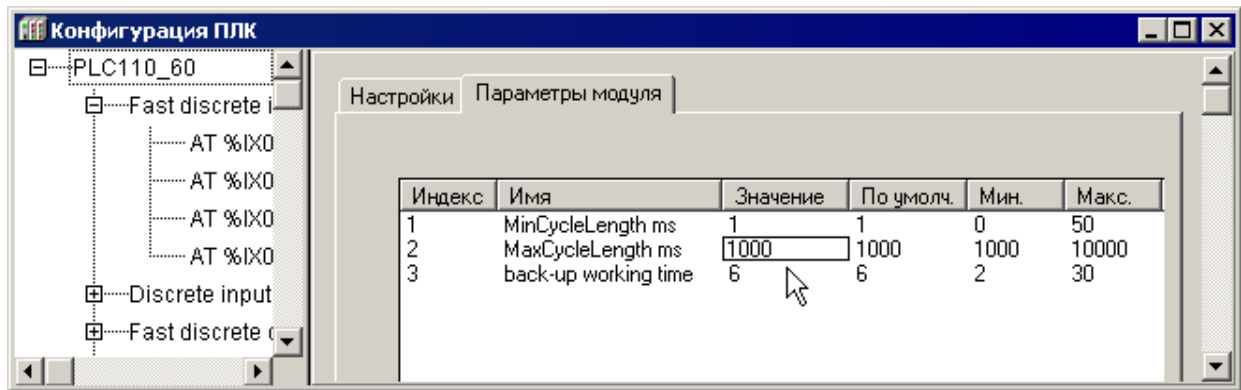 Конфигурация ПЛК
PLC110_60
Fast discrete i
AT %IX0
AT %IX0
AT %IX0
AT %IX0
Discrete input
Fast discrete
Настройки Параметры модуля
Индекс Имя Значение По умолч. Мин. Макс.
1 MinCycleLength ms 1 1 0 50
2 MaxCycleLength ms 1000 1000 1000 10000
3 back-up working time 6 6 2 30